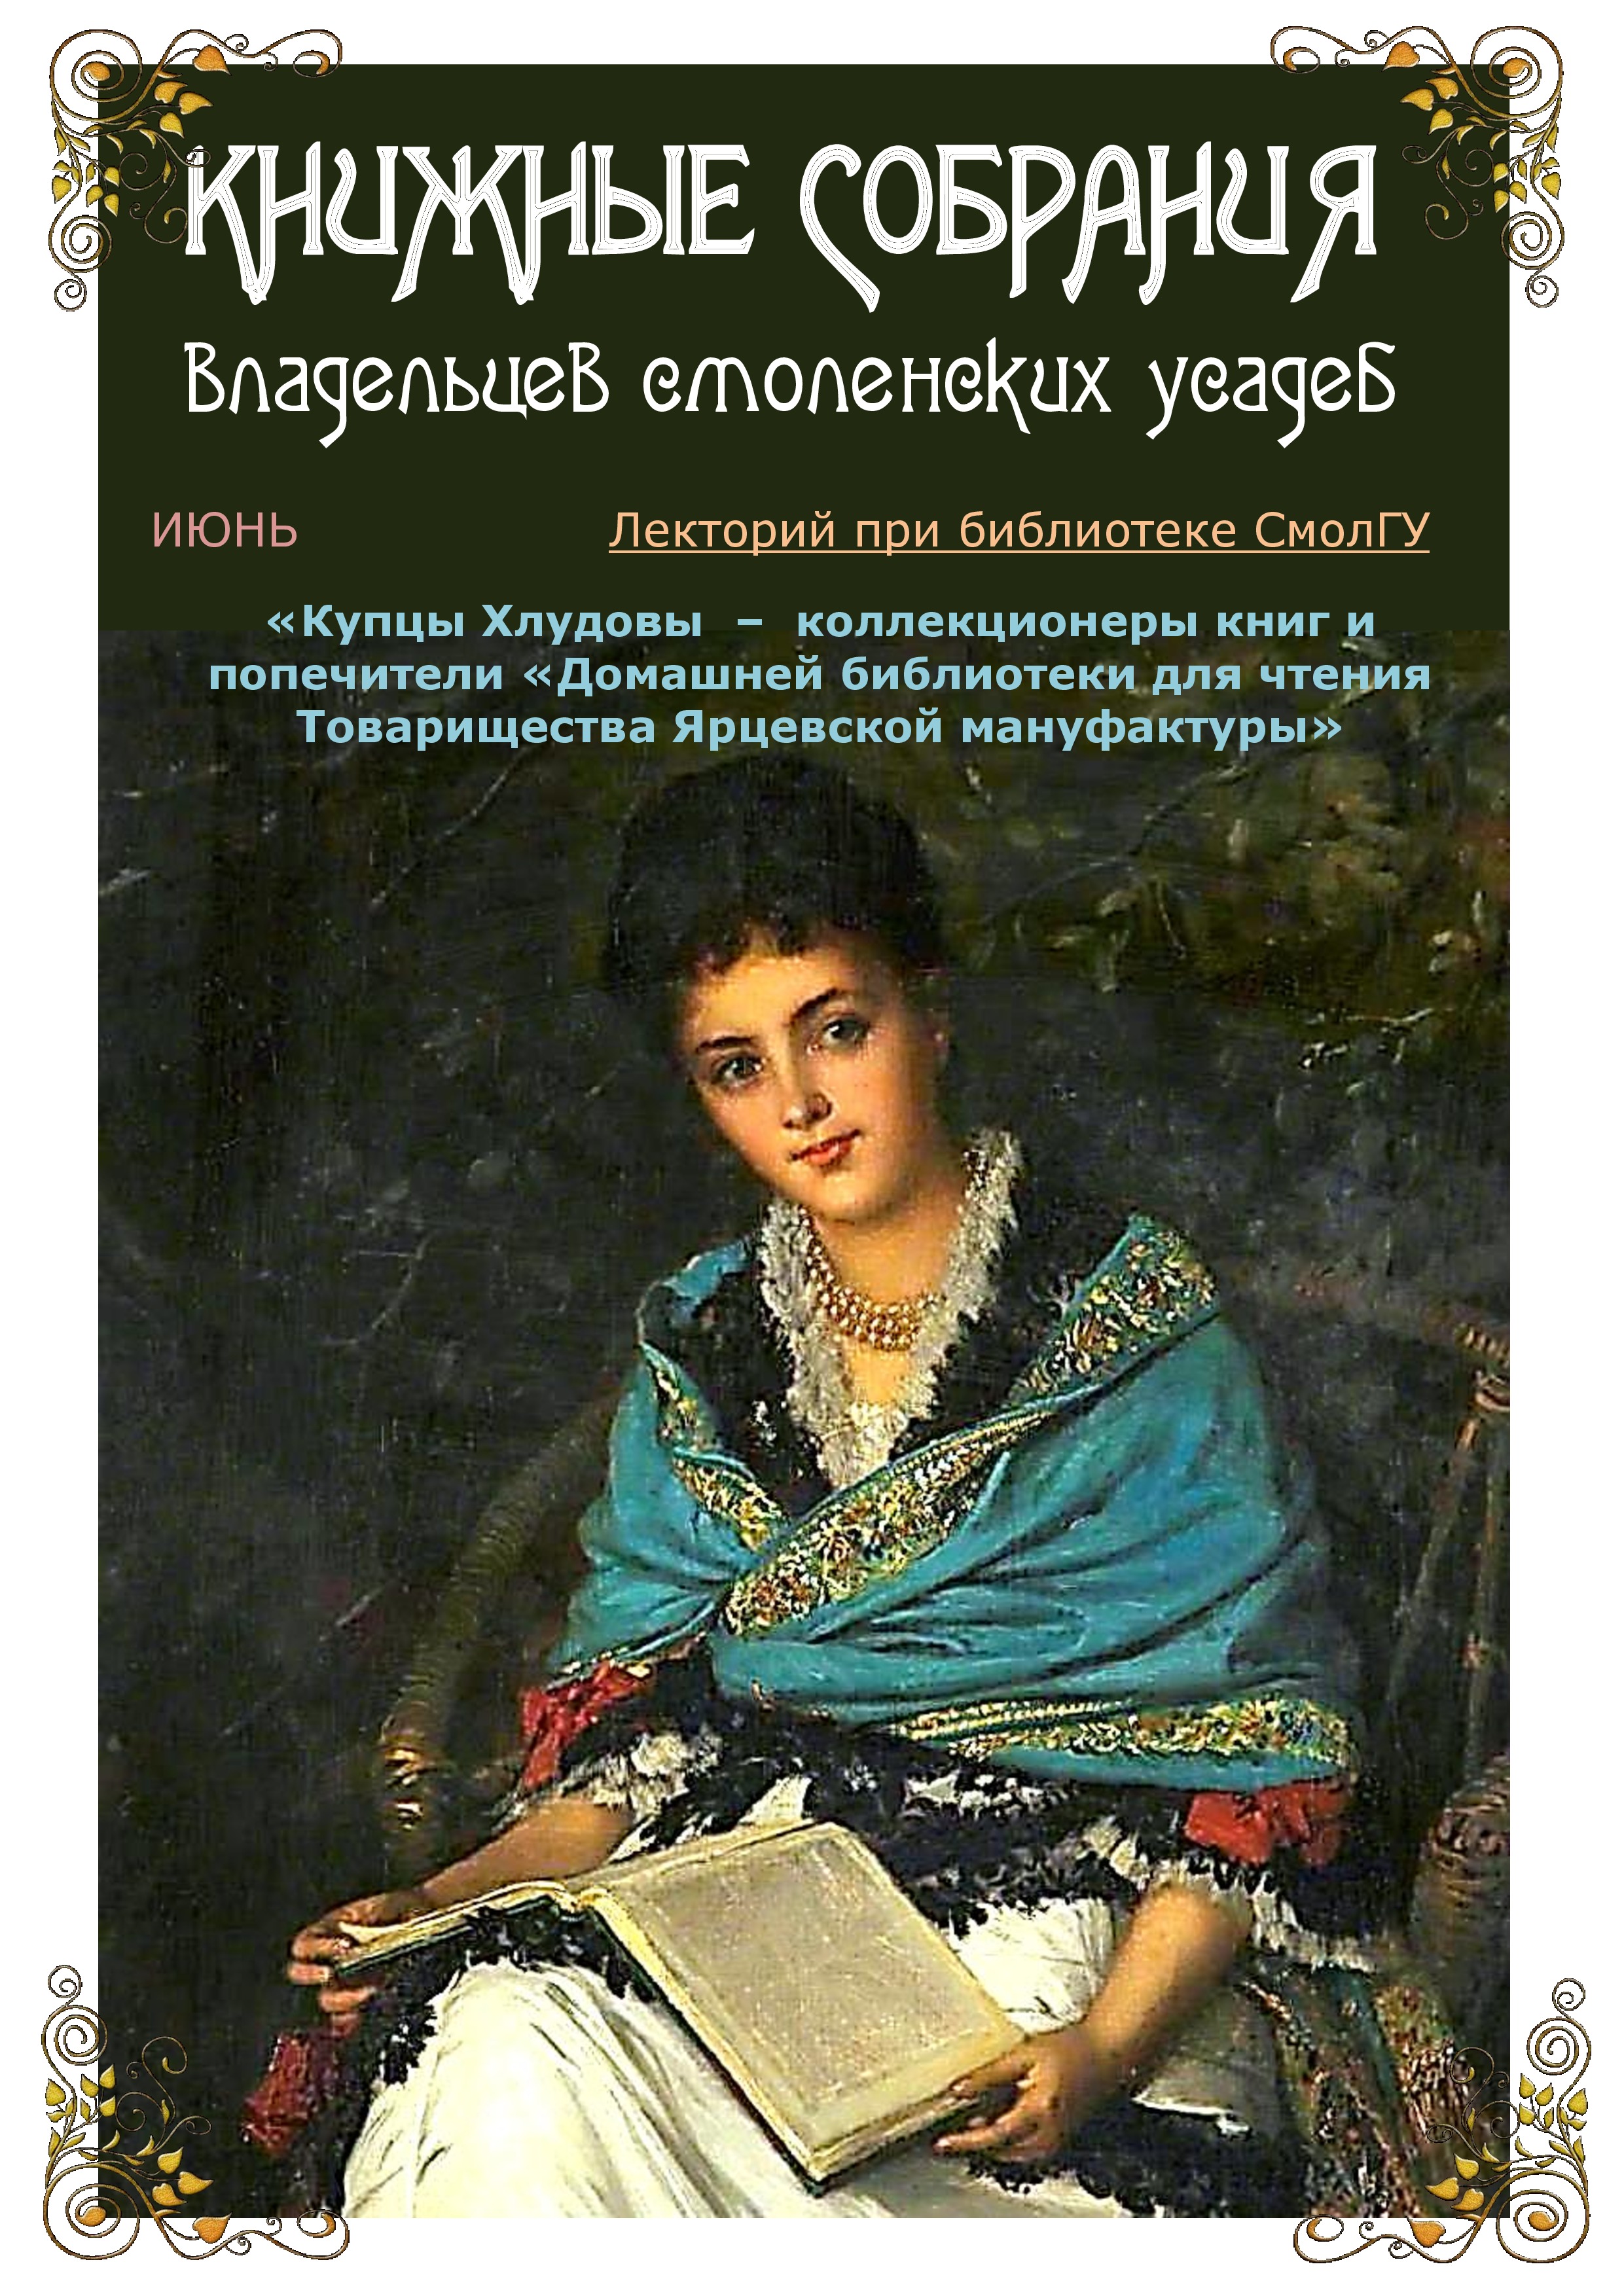 КНИЖНЫЕ СОБРАНИЯ
Владельцев смоленских усадеб
ИЮНЬ Лекторий при библиотеке СмолГУ
«Купцы Хлудовы – коллекционеры книг и
попечители «Домашней библиотеки для чтения
Товарищества Ярцевской мануфактуры»